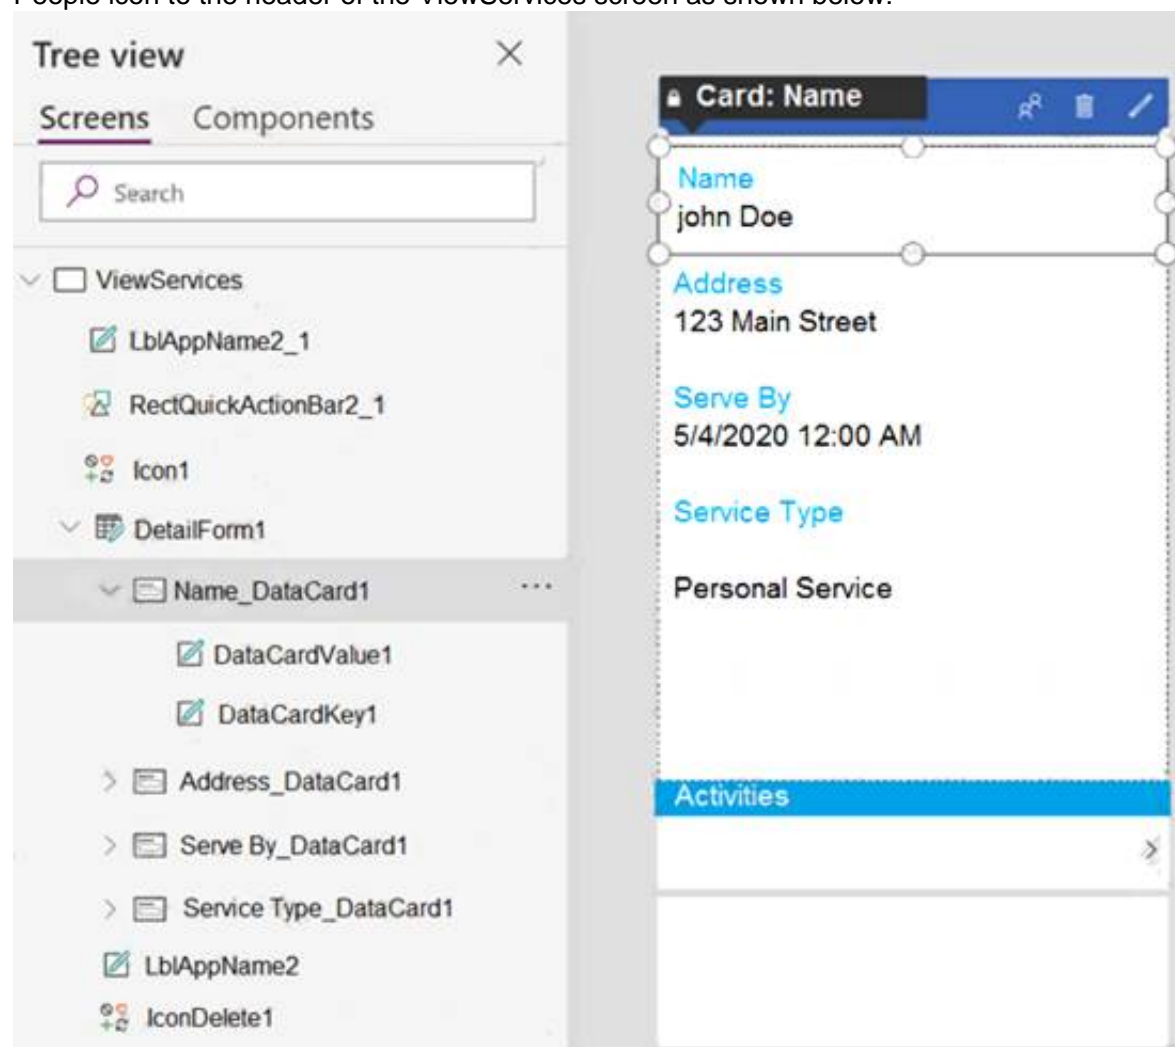 People icon to the header of the ViewServices screen as shown below.
Tree view
Screens Components
Search
ViewServices
LblAppName2_1
RectQuickActionBar2_1
Icon1
DetailForm1
Name_DataCard1
DataCardValue1
DataCardKey1
Address_DataCard1
Serve By_DataCard1
Service Type_DataCard1
LblAppName2
IconDelete1
Card: Name
Name
john Doe
Address
123 Main Street
Serve By
5/4/2020 12:00 AM
Service Type
Personal Service
Activities